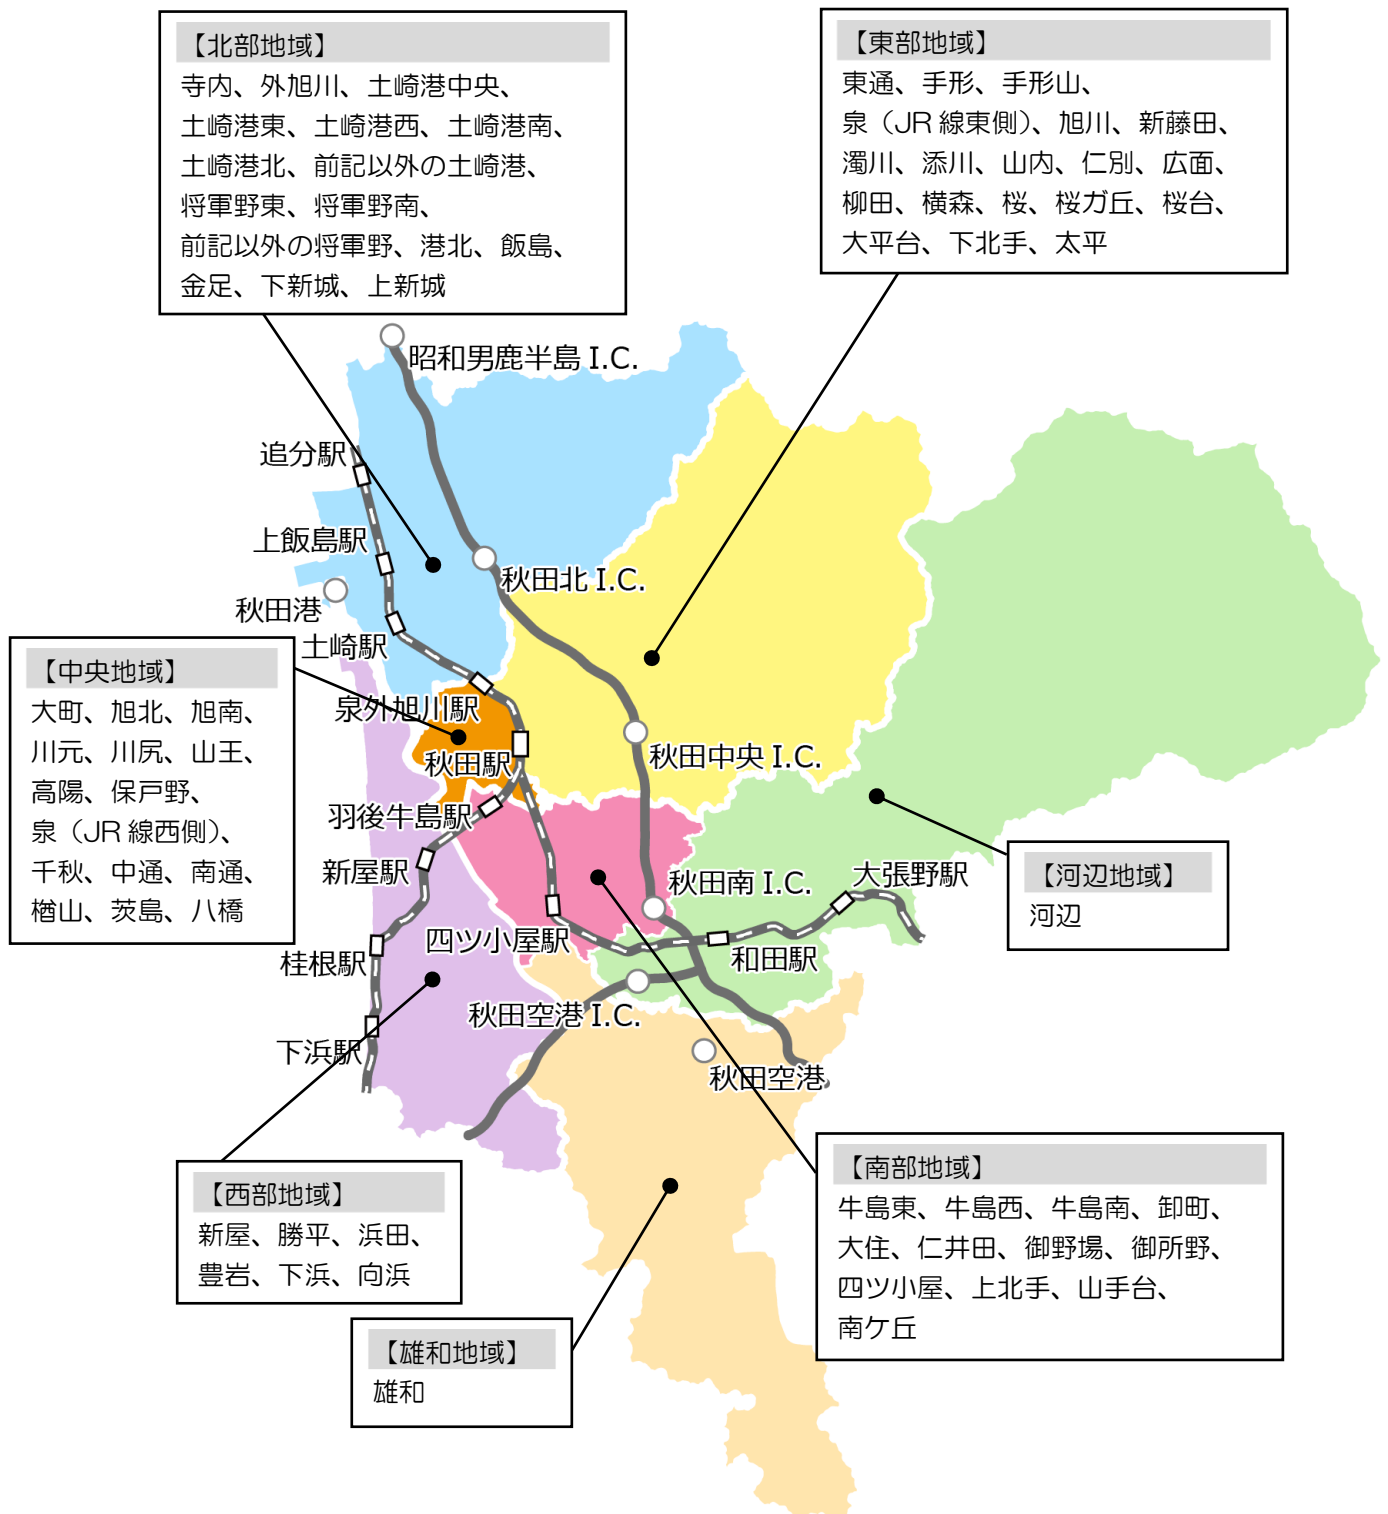 【北部地域】
寺内、外旭川、土崎港中央、
土崎港東、土崎港西、土崎港南、
土崎港北、前記以外の土崎港、
将軍野東、将軍野南、
前記以外の将軍野、港北、飯島、
金足、下新城、上新城
【東部地域】
東通、手形、手形山、
泉（JR線東側）、旭川、新藤田、
濁川、添川、山内、仁別、広面、
柳田、横森、桜、桜ガ丘、桜台、
大平台、下北手、太平
昭和男鹿半島 I.C.
追分駅
上飯島駅
秋田北 I.C.
秋田港
土崎駅
【中央地域】
大町、旭北、旭南、
川元、川尻、山王、
高陽、保戸野、
泉（JR線西側）、
千秋、中通、南通、
楢山、茨島、八橋
泉外旭川駅
秋田駅
秋田中央 I.C.
羽後牛島駅
新屋駅
秋田南 I.C.
大張野駅
【河辺地域】
河辺
四ツ小屋駅
和田駅
桂根駅
秋田空港 I.C.
下浜駅
秋田空港
【西部地域】
新屋、勝平、浜田、
豊岩、下浜、向浜
【南部地域】
牛島東、牛島西、牛島南、卸町、
大住、仁井田、御野場、御所野、
四ツ小屋、上北手、山手台、
南ケ丘
【雄和地域】
雄和